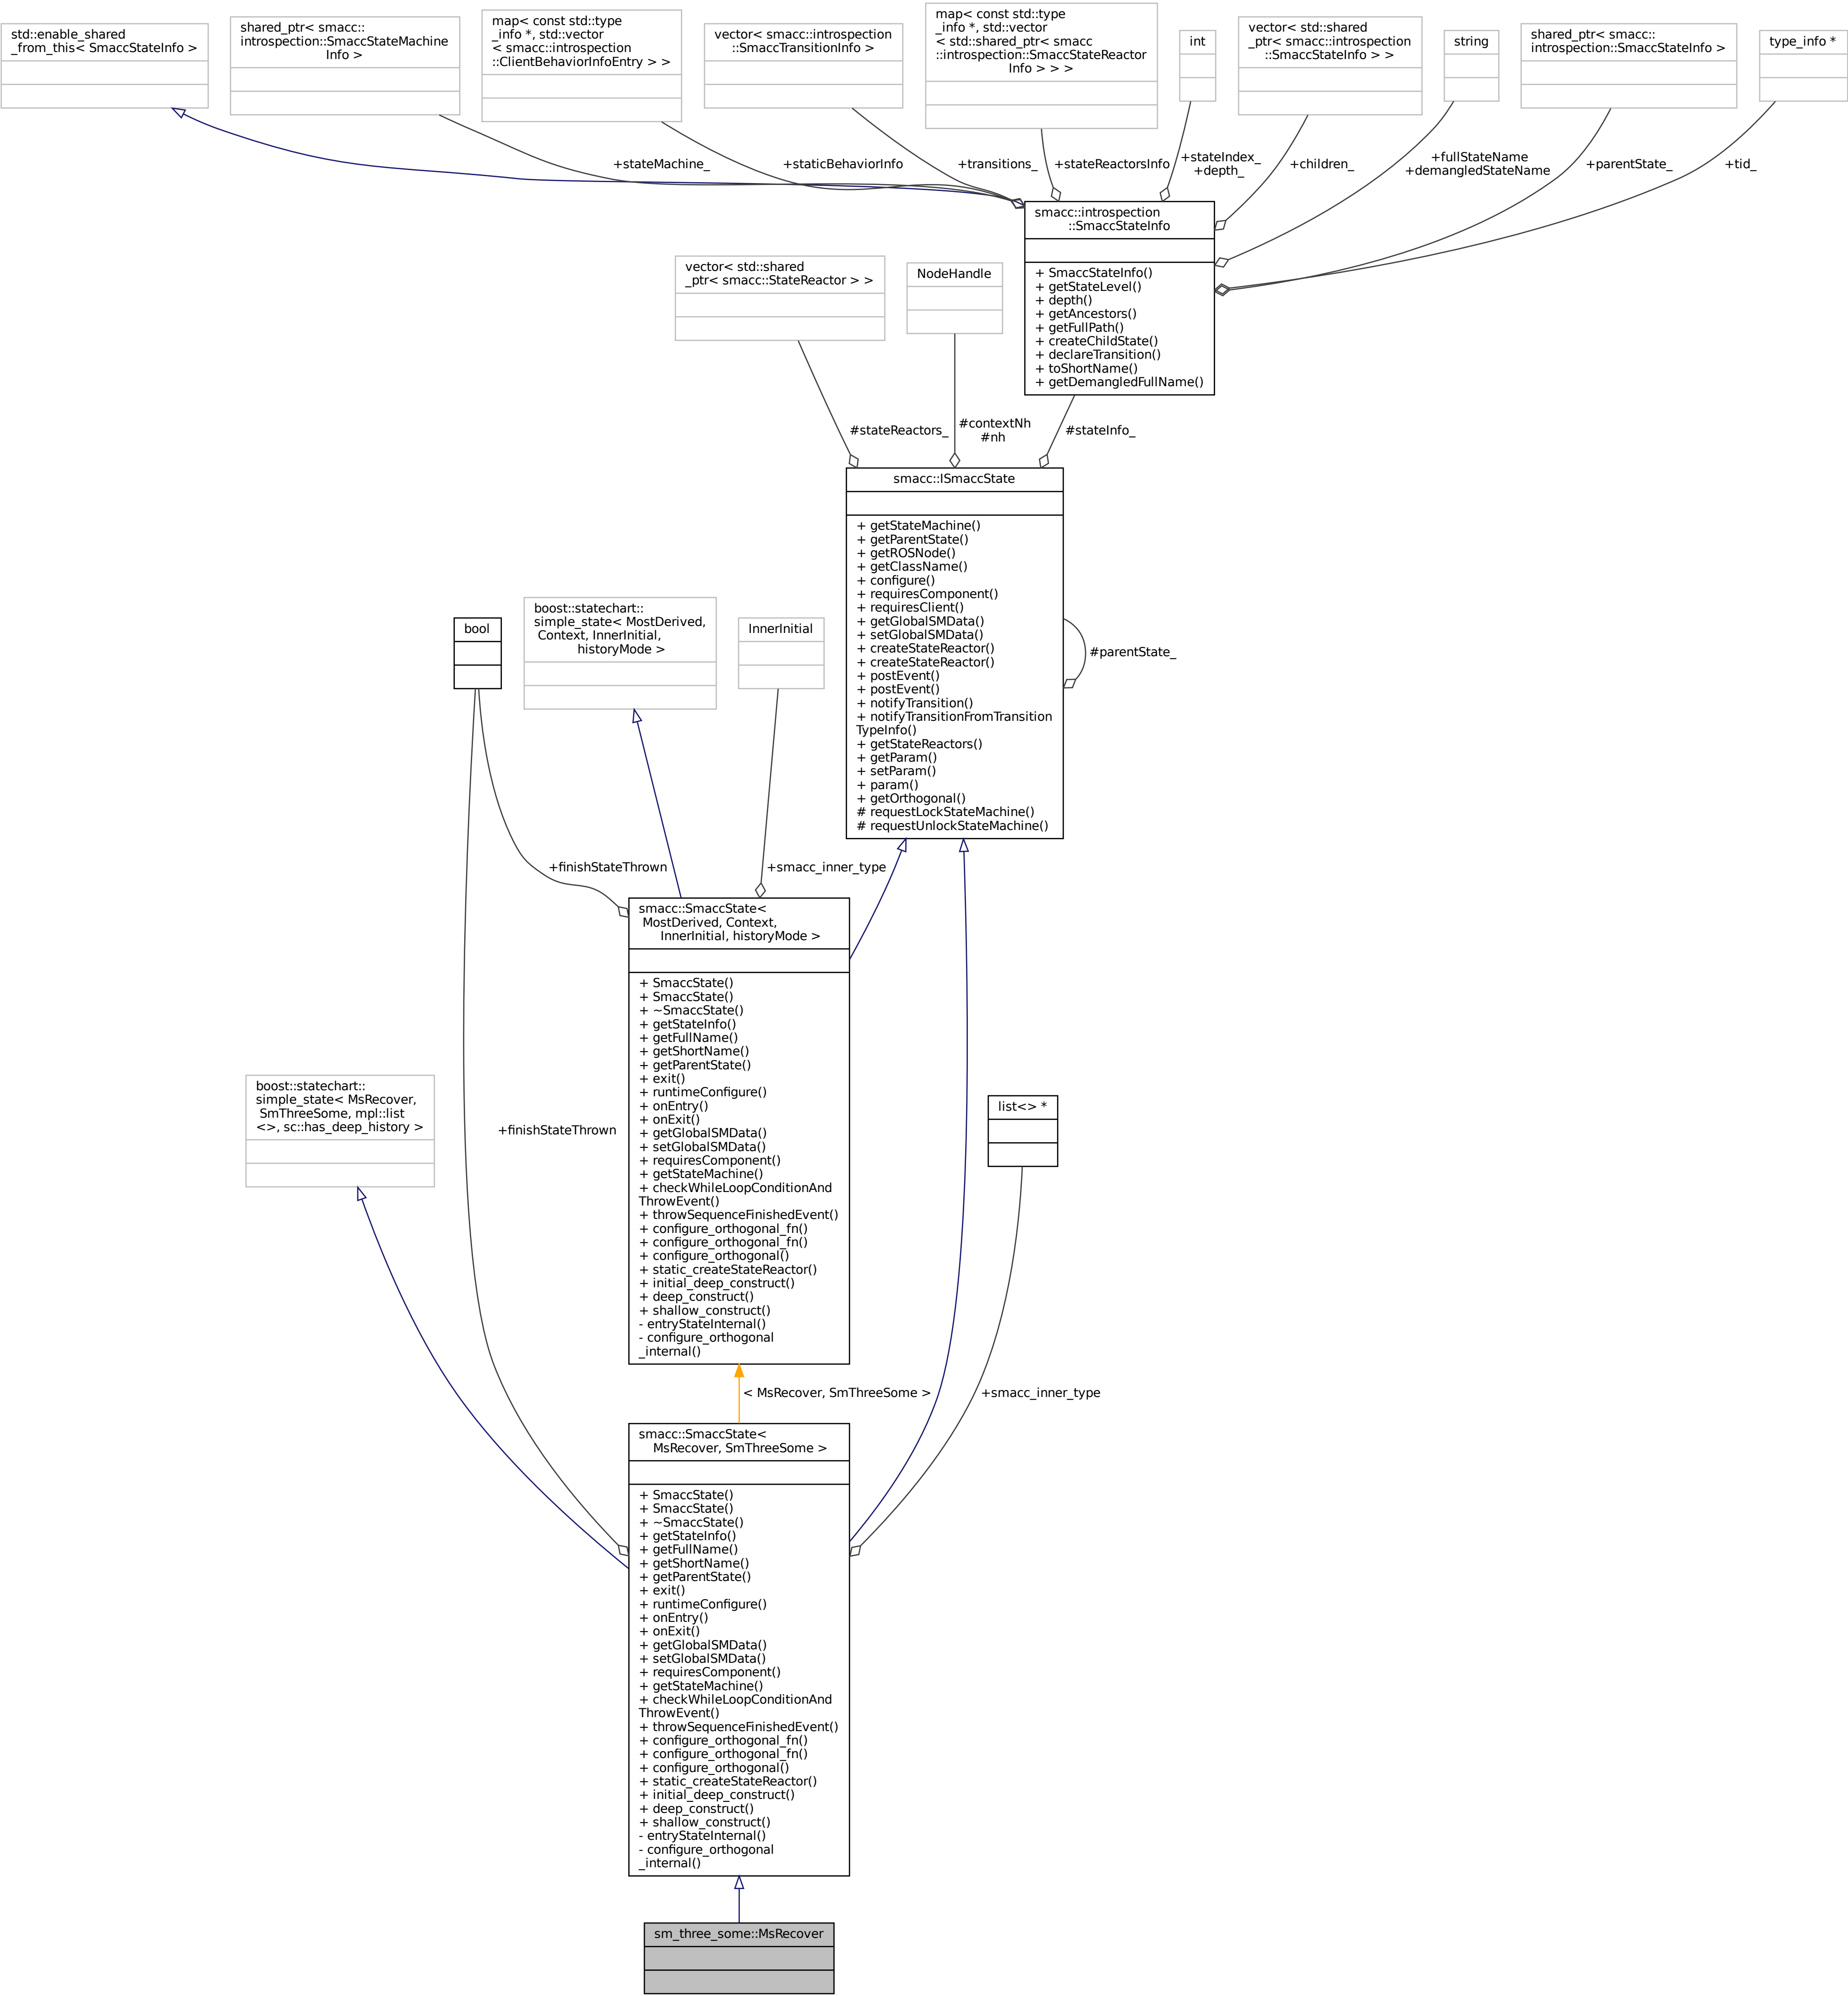 std::enable_shared
_from_this< SmaccStateInfo >
shared_ptr< smacc::
introspection::SmaccStateMachine
Info >
map< const std::type
_info *, std::vector
< smacc::introspection
::ClientBehaviorInfoEntry > >
vector< smacc::introspection
::SmaccTransitionInfo >
map< const std::type
_info *, std::vector
< std::shared_ptr< smacc
::introspection::SmaccStateReactor
Info > > >
int
vector< std::shared
_ptr< smacc::introspection
::SmaccStateInfo > >
string
shared_ptr< smacc::
introspection::SmaccStateInfo >
type_info *
+stateMachine_
+staticBehaviorInfo
+transitions_
+stateReactorsInfo
+stateIndex_
+depth_
+children_
+fullStateName
+demangledStateName
+parentState_
+tid_
smacc::introspection
::SmaccStateInfo
+ SmaccStateInfo()
+ getStateLevel()
+ depth()
+ getAncestors()
+ getFullPath()
+ createChildState()
+ declareTransition()
+ toShortName()
+ getDemangledFullName()
vector< std::shared
_ptr< smacc::StateReactor > >
NodeHandle
#stateReactors_
#contextNh
#nh
#stateInfo_
smacc::ISmaccState
+ getStateMachine()
+ getParentState()
+ getROSNode()
+ getClassName()
+ configure()
+ requiresComponent()
+ requiresClient()
+ getGlobalSMData()
+ setGlobalSMData()
+ createStateReactor()
+ createStateReactor()
+ postEvent()
+ postEvent()
+ notifyTransition()
+ notifyTransitionFromTransition
TypeInfo()
+ getStateReactors()
+ getParam()
+ setParam()
+ param()
+ getOrthogonal()
# requestLockStateMachine()
# requestUnlockStateMachine()
#parentState_
bool
boost::statechart::
simple_state< MostDerived,
Context, InnerInitial,
historyMode >
InnerInitial
+finishStateThrown
+smacc_inner_type
smacc::SmaccState<
MostDerived, Context,
InnerInitial, historyMode >
+ SmaccState()
+ SmaccState()
+ ~SmaccState()
+ getStateInfo()
+ getFullName()
+ getShortName()
+ getParentState()
+ exit()
+ runtimeConfigure()
+ onEntry()
+ onExit()
+ getGlobalSMData()
+ setGlobalSMData()
+ requiresComponent()
+ getStateMachine()
+ checkWhileLoopConditionAnd
ThrowEvent()
+ throwSequenceFinishedEvent()
+ configure_orthogonal_fn()
+ configure_orthogonal_fn()
+ configure_orthogonal()
+ static_createStateReactor()
+ initial_deep_construct()
+ deep_construct()
+ shallow_construct()
- entryStateInternal()
- configure_orthogonal
_internal()
boost::statechart::
simple_state< MsRecover,
SmThreeSome, mpl::list
<>, sc::has_deep_history >
+finishStateThrown
list<> *
< MsRecover, SmThreeSome >
+smacc_inner_type
smacc::SmaccState<
MsRecover, SmThreeSome >
+ SmaccState()
+ SmaccState()
+ ~SmaccState()
+ getStateInfo()
+ getFullName()
+ getShortName()
+ getParentState()
+ exit()
+ runtimeConfigure()
+ onEntry()
+ onExit()
+ getGlobalSMData()
+ setGlobalSMData()
+ requiresComponent()
+ getStateMachine()
+ checkWhileLoopConditionAnd
ThrowEvent()
+ throwSequenceFinishedEvent()
+ configure_orthogonal_fn()
+ configure_orthogonal_fn()
+ configure_orthogonal()
+ static_createStateReactor()
+ initial_deep_construct()
+ deep_construct()
+ shallow_construct()
- entryStateInternal()
- configure_orthogonal
_internal()
sm_three_some::MsRecover